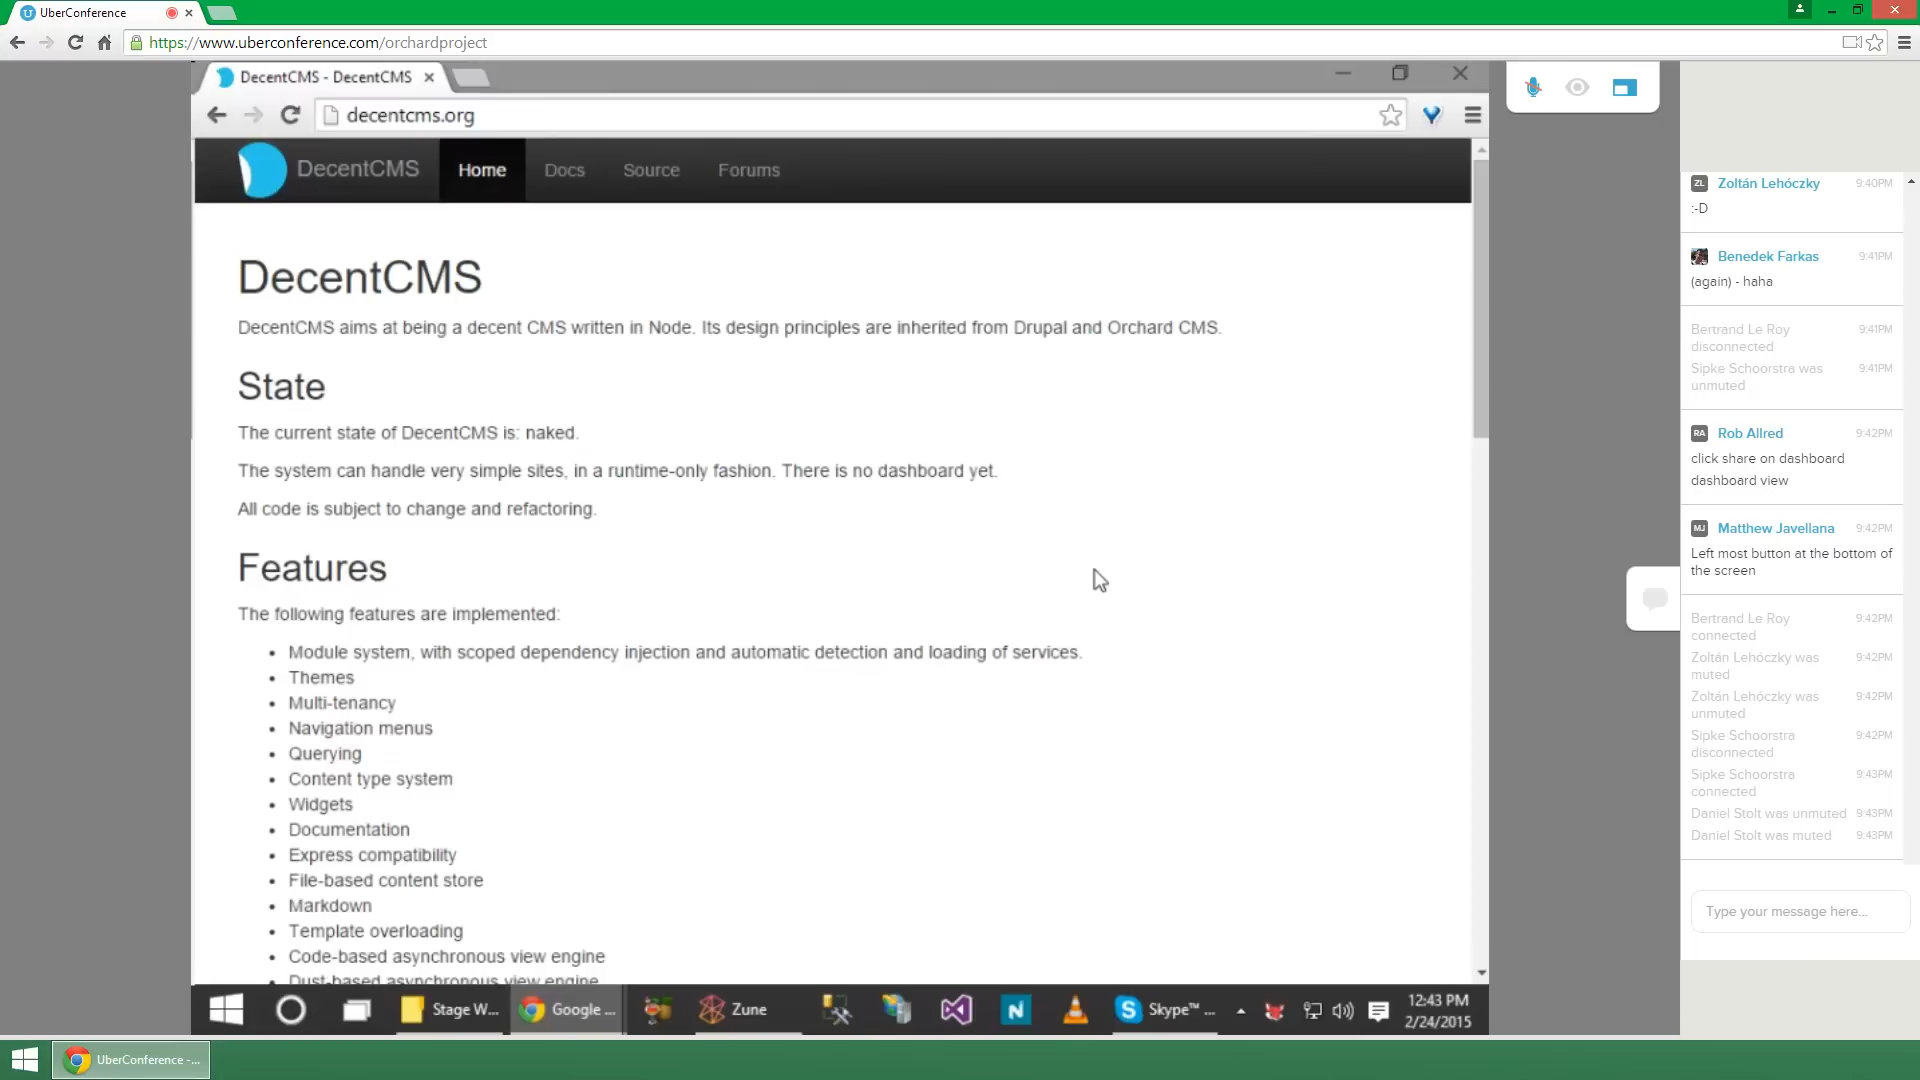 UberConference
https://www.uberconference.com/orchardproject
DecentCMS - DecentCMS
decentcms.org
DecentCMS
Home
Docs
Source
Forums
DecentCMS
DecentCMS aims at being a decent CMS written in Node. Its design principles are inherited from Drupal and Orchard CMS.
State
The current state of DecentCMS is: naked.
The system can handle very simple sites, in a runtime-only fashion. There is no dashboard yet.
All code is subject to change and refactoring.
Features
The following features are implemented:
• Module system, with scoped dependency injection and automatic detection and loading of services.
• Themes
• Multi-tenancy
• Navigation menus
• Querying
• Content type system
• Widgets
• Documentation
• Express compatibility
• File-based content store
• Markdown
• Template overloading
• Code-based asynchronous view engine
• Dust-based asynchronous view engine
Stage W...
Google ...
Zune
Skype™ ...
12:43 PM
2/24/2015
ZL Zoltán Lehóczky 9:40PM
:-D
Benedek Farkas 9:41PM
(again) - haha
Bertrand Le Roy 9:41PM
disconnected
Sipke Schoorstra was 9:41PM
unmuted
RA Rob Allred 9:42PM
click share on dashboard
dashboard view
MJ Matthew Javellana 9:42PM
Left most button at the bottom of
the screen
Bertrand Le Roy 9:42PM
connected
Zoltán Lehóczky was 9:42PM
muted
Zoltán Lehóczky was 9:42PM
unmuted
Sipke Schoorstra 9:42PM
disconnected
Sipke Schoorstra 9:43PM
connected
Daniel Stolt was unmuted 9:43PM
Daniel Stolt was muted 9:43PM
Type your message here...
UberConference -...